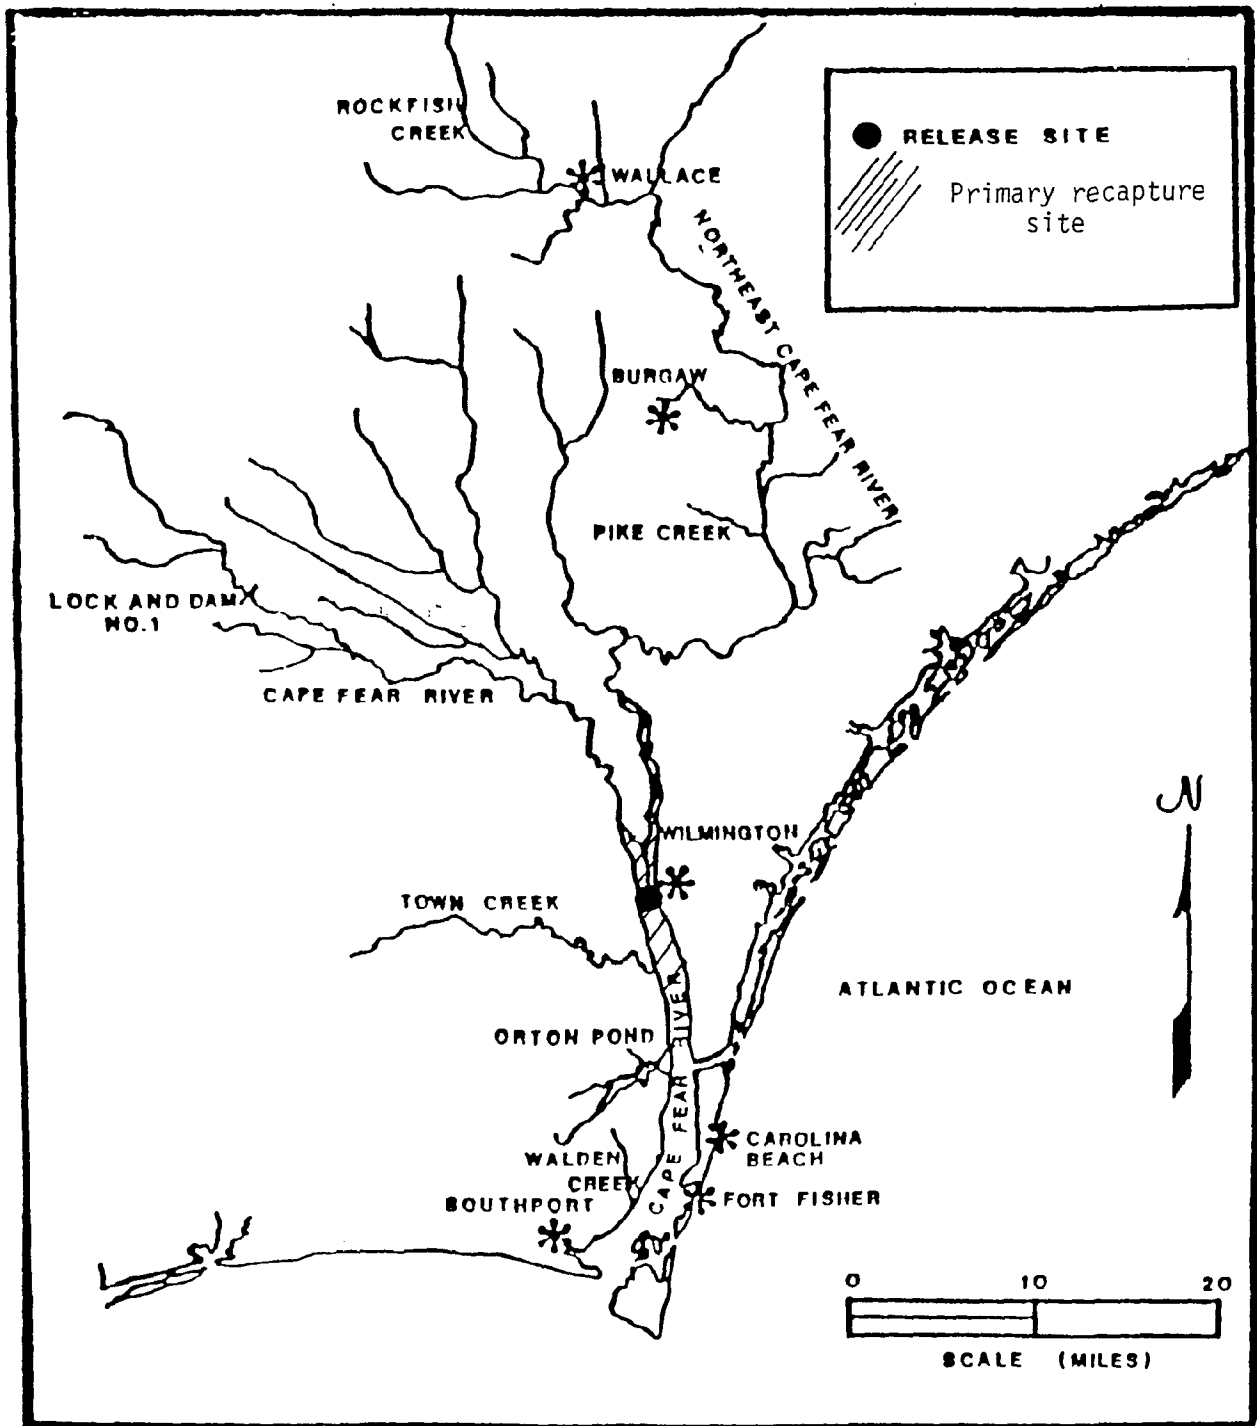 ROCKFISH
CREEK
WALLACE
RELEASE SITE
Primary recapture
site
NORTHEAST CAPE FEAR RIVER
BURGAW
PIKE CREEK
LOCK AND DAM
NO.1
CAPE FEAR RIVER
N
WILMINGTON
TOWN CREEK
ATLANTIC OCEAN
ORTON POND
CAPE FEAR RIVER
CAROLINA
BEACH
WALDEN
CREEK
FORT FISHER
SOUTHPORT
0 10 20
SCALE (MILES)